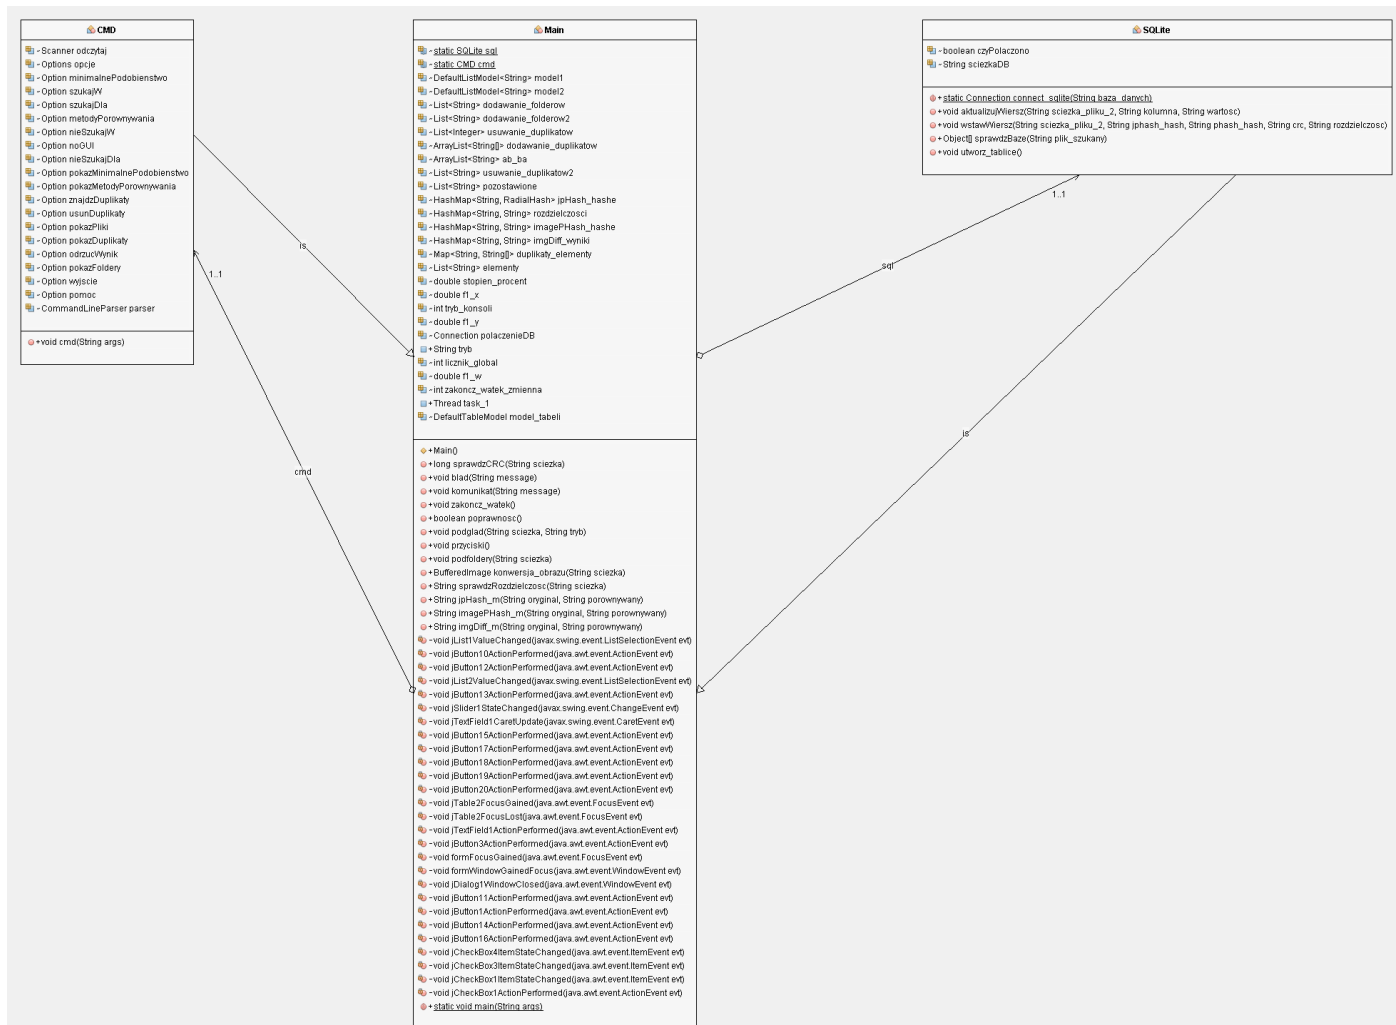 CMD
~Scanner odczytaj
~Options opcje
~Option minimalnePodobienstwo
~Option szukajW
~Option szukajDla
~Option metodyPorownywania
~Option nieSzukajW
~Option noGUI
~Option nieSzukajDla
~Option pokazMinimalnePodobienstwo
~Option pokazMetodyPorownywania
~Option znajdzDuplikaty
~Option usunDuplikaty
~Option pokazPliki
~Option pokazDuplikaty
~Option odrzucWynik
~Option pokazFoldery
~Option wyjscie
~Option pomoc
~CommandLineParser parser
+void cmd(String args)
is
1..1
cmd
Main
~static SQLite sql
~static CMD cmd
~DefaultListModel<String> model1
~DefaultListModel<String> model2
~List<String> dodawanie_folderow
~List<String> dodawanie_folderow2
~List<Integer> usuwanie_duplikatow
~ArrayList<String[]> dodawanie_duplikatow
~ArrayList<String> ab_ba
~List<String> usuwanie_duplikatow2
~List<String> pozostawione
~HashMap<String, RadialHash> jpHash_hashe
~HashMap<String, String> rozdzielczosci
~HashMap<String, String> imagePHash_hashe
~HashMap<String, String> imgDiff_wyniki
~Map<String, String[]> duplikaty_elementy
~List<String> elementy
~double stopien_procent
~double f1_x
~int tryb_konsoli
~double f1_y
~Connection polaczenieDB
+String tryb
~int licznik_global
~double f1_w
~int zakoncz_watek_zmienna
+Thread task_1
~DefaultTableModel model_tabeli
+Main()
+long sprawdzCRC(String sciezka)
+void blad(String message)
+void komunikat(String message)
+void zakoncz_watek()
+boolean poprawnosc()
+void podglad(String sciezka, String tryb)
+void przyciski()
+void podfoldery(String sciezka)
+BufferedImage konwersja_obrazu(String sciezka)
+String sprawdzRozdzielczosc(String sciezka)
+String jpHash_m(String oryginal, String porownywany)
+String imagePHash_m(String oryginal, String porownywany)
+String imgDiff_m(String oryginal, String porownywany)
-void jList1ValueChanged(javax.swing.event.ListSelectionEvent evt)
-void jButton10ActionPerformed(java.awt.event.ActionEvent evt)
-void jButton12ActionPerformed(java.awt.event.ActionEvent evt)
-void jList2ValueChanged(javax.swing.event.ListSelectionEvent evt)
-void jButton13ActionPerformed(java.awt.event.ActionEvent evt)
-void jSlider1StateChanged(javax.swing.event.ChangeEvent evt)
-void jTextField1CaretUpdate(javax.swing.event.CaretEvent evt)
-void jButton15ActionPerformed(java.awt.event.ActionEvent evt)
-void jButton17ActionPerformed(java.awt.event.ActionEvent evt)
-void jButton18ActionPerformed(java.awt.event.ActionEvent evt)
-void jButton19ActionPerformed(java.awt.event.ActionEvent evt)
-void jButton20ActionPerformed(java.awt.event.ActionEvent evt)
-void jTable2FocusGained(java.awt.event.FocusEvent evt)
-void jTable2FocusLost(java.awt.event.FocusEvent evt)
-void jTextField1ActionPerformed(java.awt.event.ActionEvent evt)
-void jButton3ActionPerformed(java.awt.event.ActionEvent evt)
-void formFocusGained(java.awt.event.FocusEvent evt)
-void formWindowGainedFocus(java.awt.event.WindowEvent evt)
-void jDialog1WindowClosed(java.awt.event.WindowEvent evt)
-void jButton11ActionPerformed(java.awt.event.ActionEvent evt)
-void jButton1ActionPerformed(java.awt.event.ActionEvent evt)
-void jButton14ActionPerformed(java.awt.event.ActionEvent evt)
-void jButton16ActionPerformed(java.awt.event.ActionEvent evt)
-void jCheckBox4ItemStateChanged(java.awt.event.ItemEvent evt)
-void jCheckBox3ItemStateChanged(java.awt.event.ItemEvent evt)
-void jCheckBox1ItemStateChanged(java.awt.event.ItemEvent evt)
-void jCheckBox1ActionPerformed(java.awt.event.ActionEvent evt)
+static void main(String args)
SQLite
~boolean czyPolaczono
~String sciezkaDB
+static Connection connect_sqlite(String baza_danych)
+void aktualizujWiersz(String sciezka_pliku_2, String kolumna, String wartosc)
+void wstawWiersz(String sciezka_pliku_2, String jphash_hash, String phash_hash, String crc, String rozdzielczosc)
+Object[] sprawdzBaze(String plik_szukany)
+void utworz_tablice()
1..1
sql
is